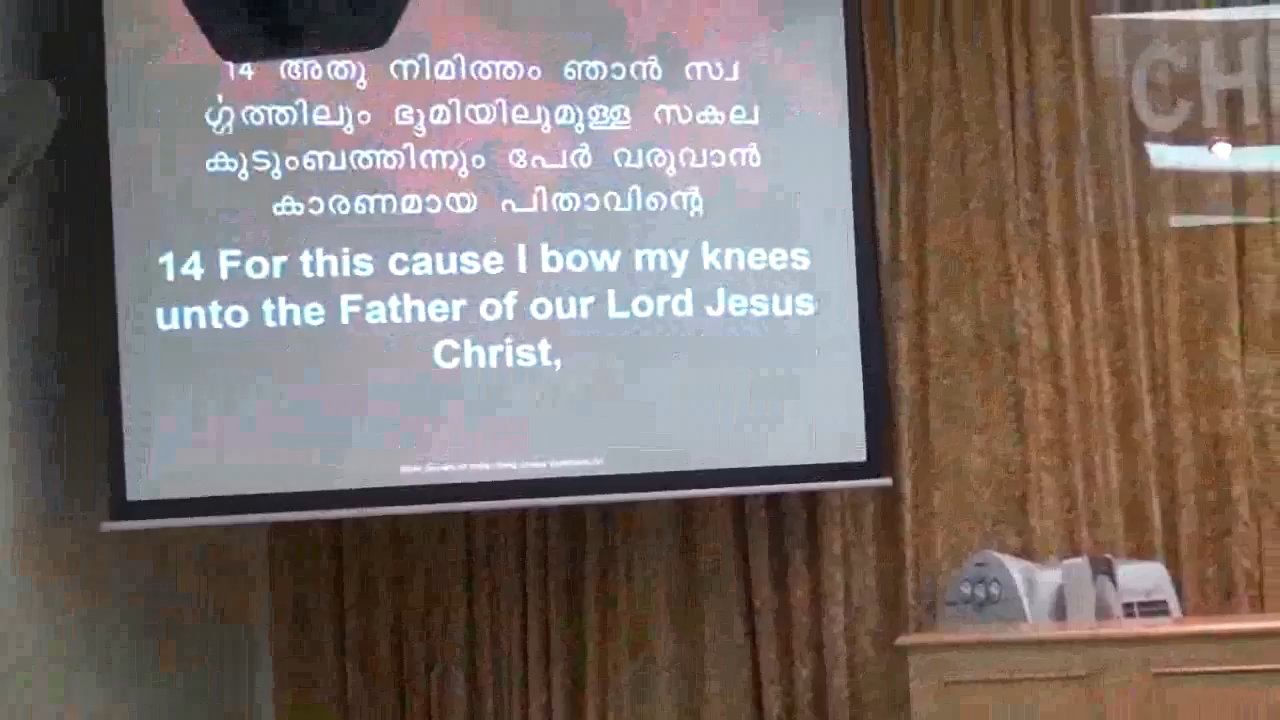 14 അതു നിമിത്തം ഞാൻ സ്വ
ർഗ്ഗത്തിലും ഭൂമിയിലുമുള്ള സകല
കുടുംബത്തിന്നും പേർ വരുവാൻ
കാരണമായ പിതാവിന്റെ
14 For this cause I bow my knees
unto the Father of our Lord Jesus
Christ,
CH